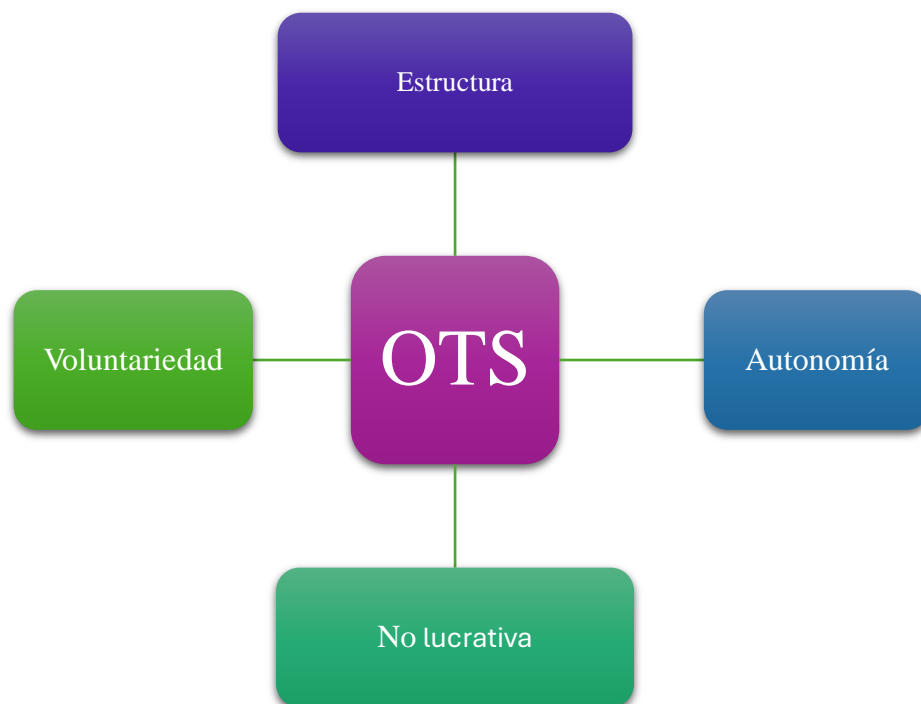 Estructura
Voluntariedad
OTS
Autonomía
No lucrativa